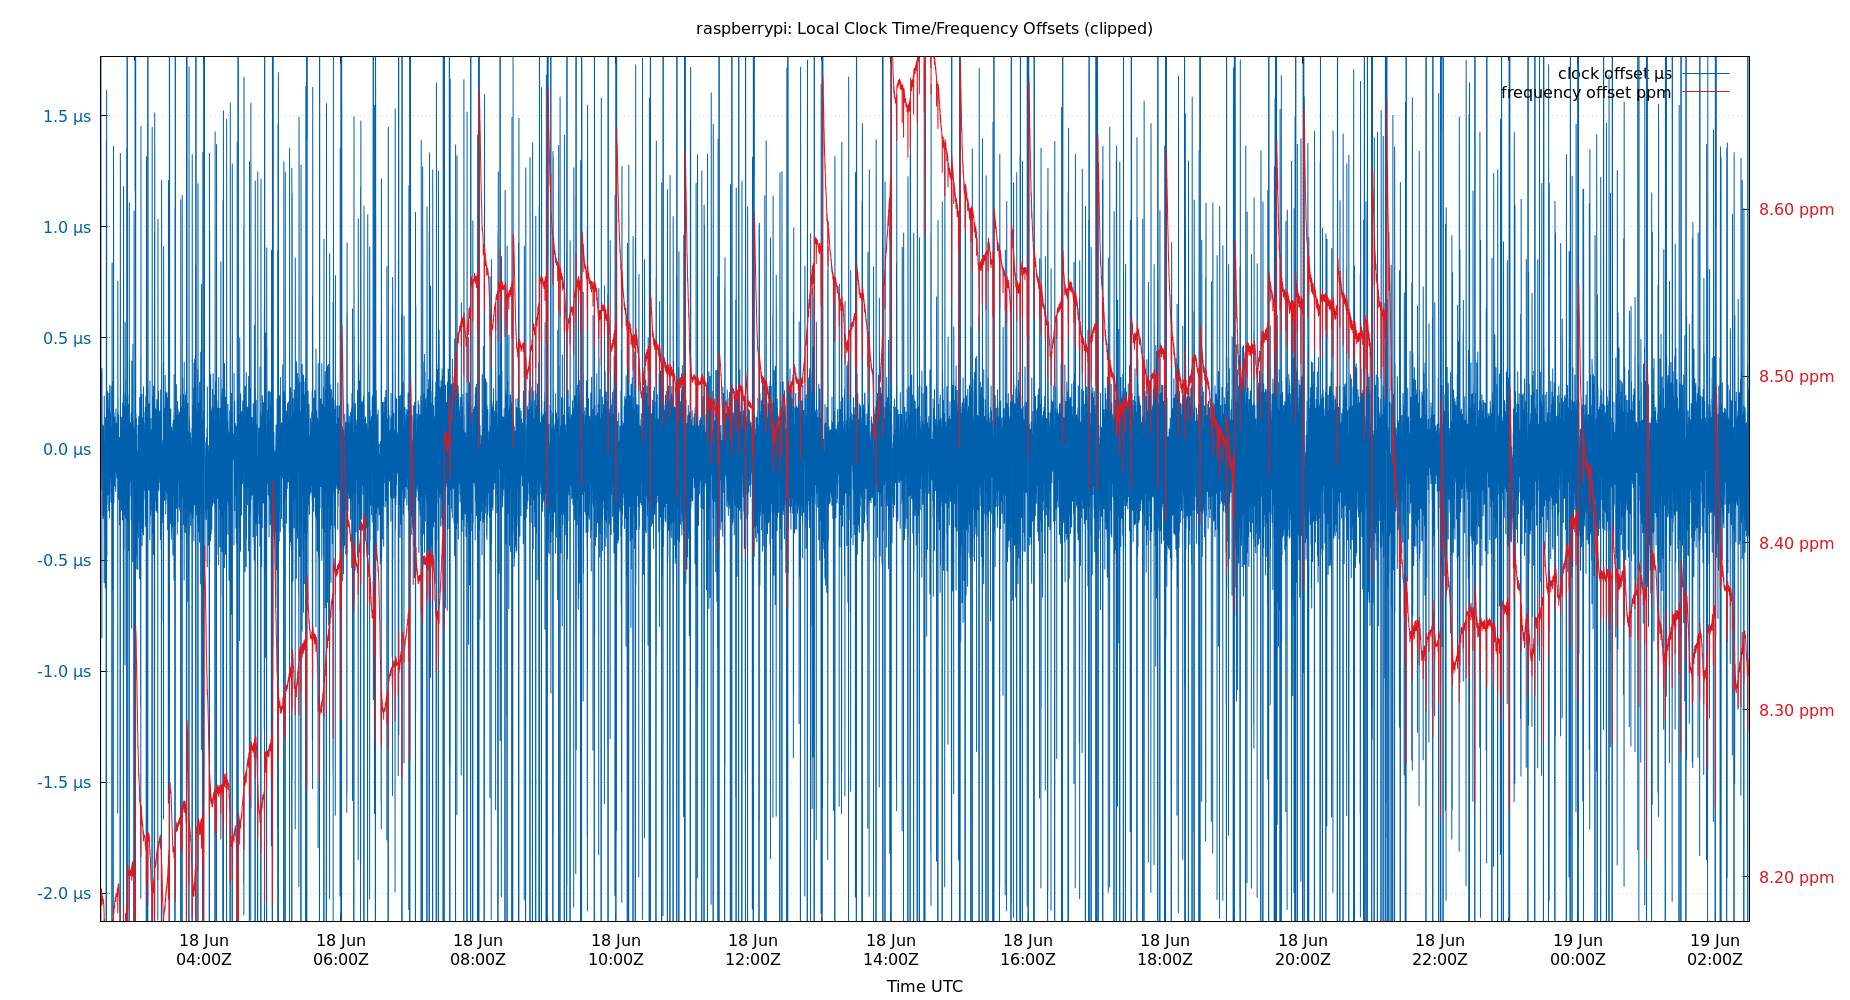 raspberrypi: Local Clock Time/Frequency Offsets (clipped)
clock offset µs
frequency offset ppm
1.5 µs
1.0 µs
0.5 µs
0.0 µs
-0.5 µs
-1.0 µs
-1.5 µs
-2.0 µs
8.60 ppm
8.50 ppm
8.40 ppm
8.30 ppm
8.20 ppm
18 Jun 18 Jun 18 Jun 18 Jun 18 Jun 18 Jun 18 Jun 18 Jun 18 Jun 18 Jun 19 Jun 19 Jun
04:00Z 06:00Z 08:00Z 10:00Z 12:00Z 14:00Z 16:00Z 18:00Z 20:00Z 22:00Z 00:00Z 02:00Z
Time UTC